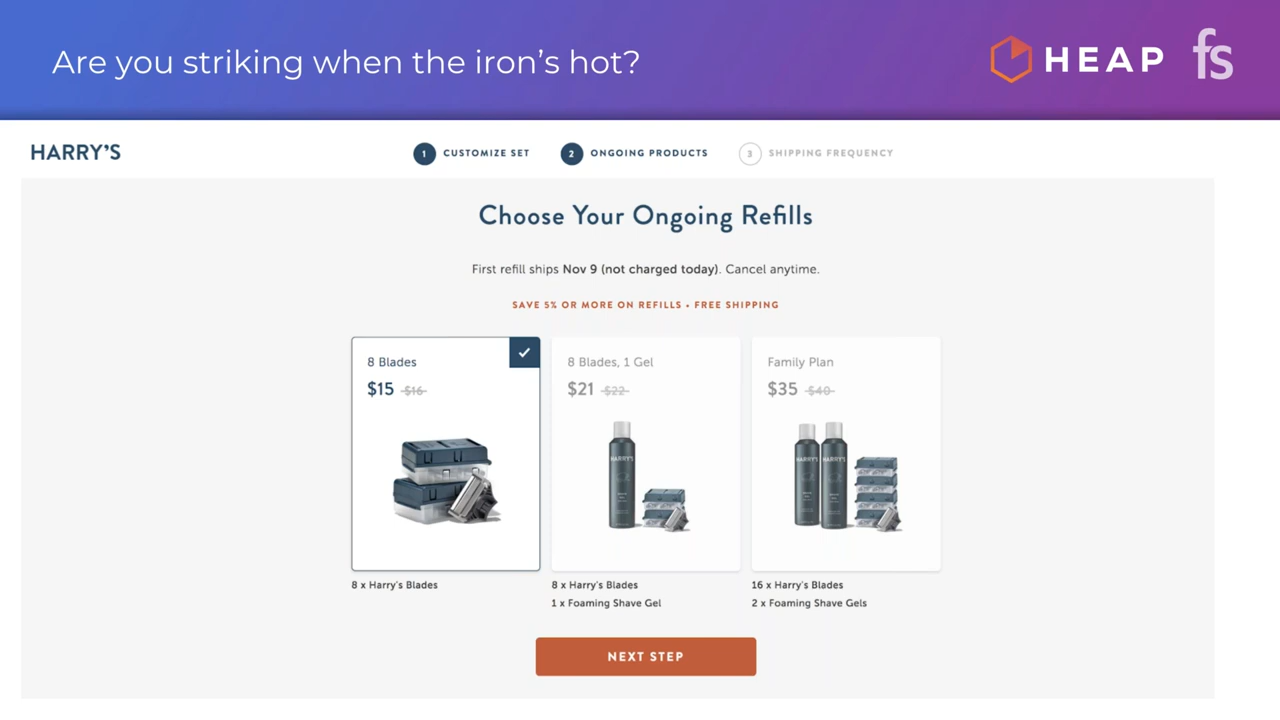 Are you striking when the iron's hot?
HEAP fs
HARRY'S
1 CUSTOMIZE SET
2 ONGOING PRODUCTS
3 SHIPPING FREQUENCY
Choose Your Ongoing Refills
First refill ships Nov 9 (not charged today). Cancel anytime.
SAVE 5% OR MORE ON REFILLS • FREE SHIPPING
8 Blades
$15 $16
8 Blades, 1 Gel
$21 $22
HARRY'S
Family Plan
$35 $40
HARRY'S HARRY'S
8 x Harry's Blades
8 x Harry's Blades
1 x Foaming Shave Gel
16 x Harry's Blades
2 x Foaming Shave Gels
NEXT STEP